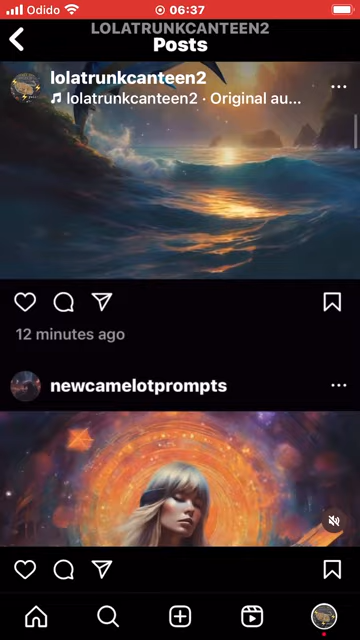 Odido 06:37
LOLATRUNKCANTEEN2
Posts
lolatrunkcanteen2
lolatrunkcanteen2 · Original au...
12 minutes ago
newcamelotprompts